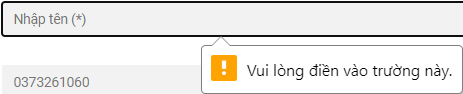 Nhập tên (*)
Vui lòng điền vào trường này.
0373261060